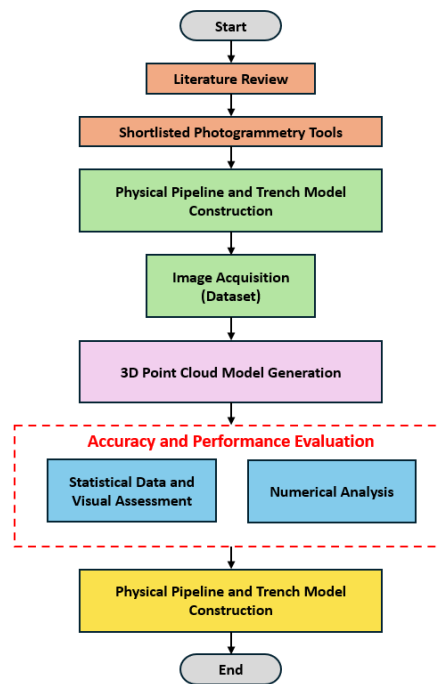 Start
Literature Review
Shortlisted Photogrammetry Tools
Physical Pipeline and Trench Model
Construction
Image Acquisition
(Dataset)
3D Point Cloud Model Generation
Accuracy and Performance Evaluation
Statistical Data and
Visual Assessment
Numerical Analysis
Physical Pipeline and Trench Model
Construction
End